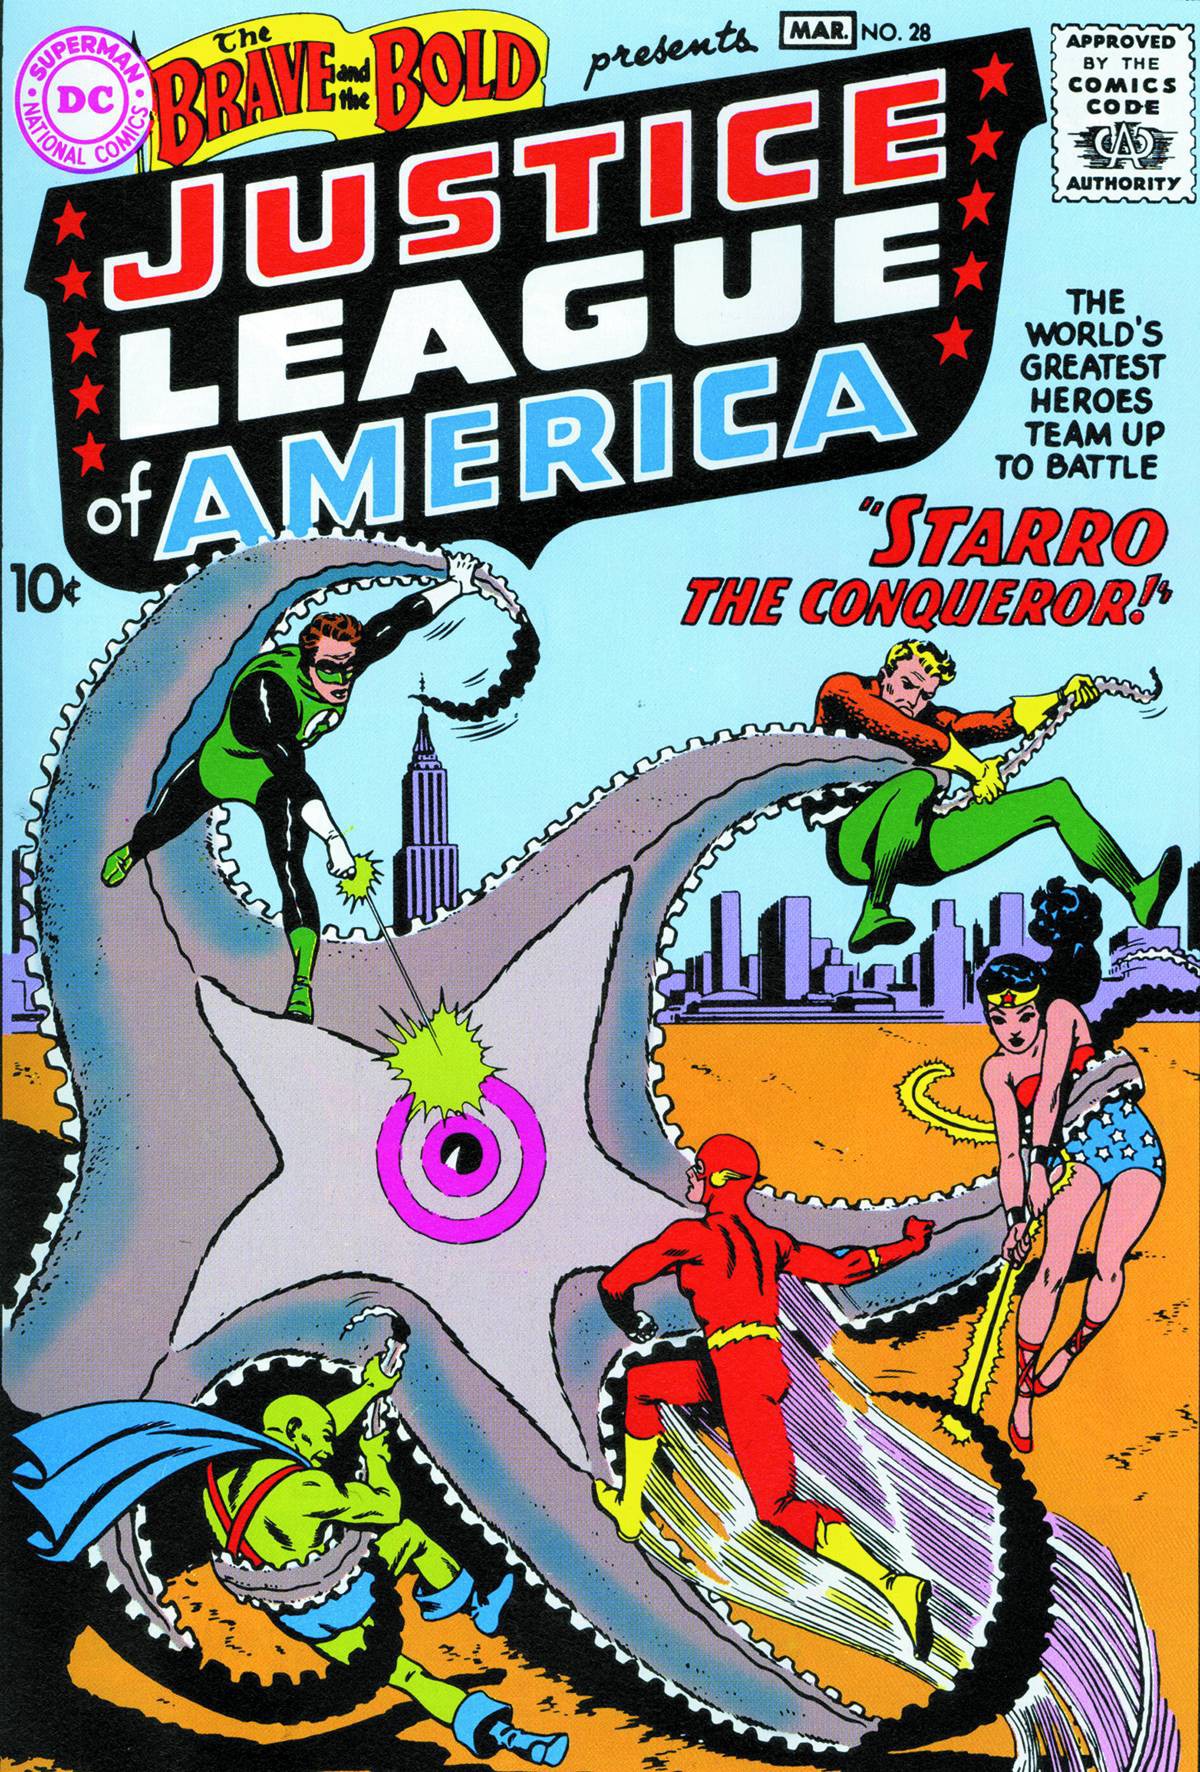 SUPERMAN
DC
NATIONAL COMICS
The
BRAVE and the BOLD
presents
MAR. NO. 28
APPROVED
BY THE
COMICS
CODE
CA
AUTHORITY
JUSTICE
LEAGUE
of AMERICA
THE
WORLD'S
GREATEST
HEROES
TEAM UP
TO BATTLE
"STARRO
THE CONQUEROR!"
10¢